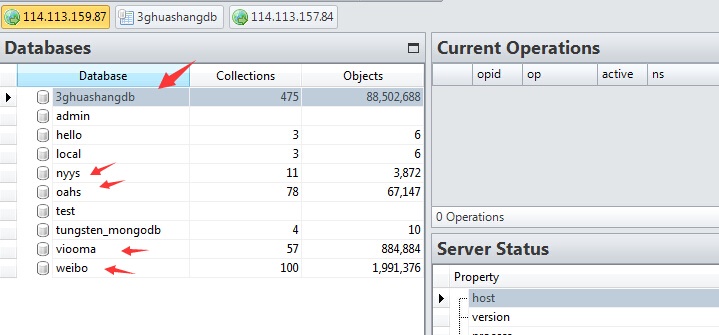 114.113.159.87 3ghuashangdb 114.113.157.84
Databases
Database Collections Objects
3ghuashangdb 475 88,502,688
admin
hello 3 6
local 3 6
nyys 11 3,872
oahs 78 67,147
test
tungsten_mongodb 4 10
viooma 57 884,884
weibo 100 1,991,376
Current Operations
opid op active ns
0 Operations
Server Status
Property
host
version
process